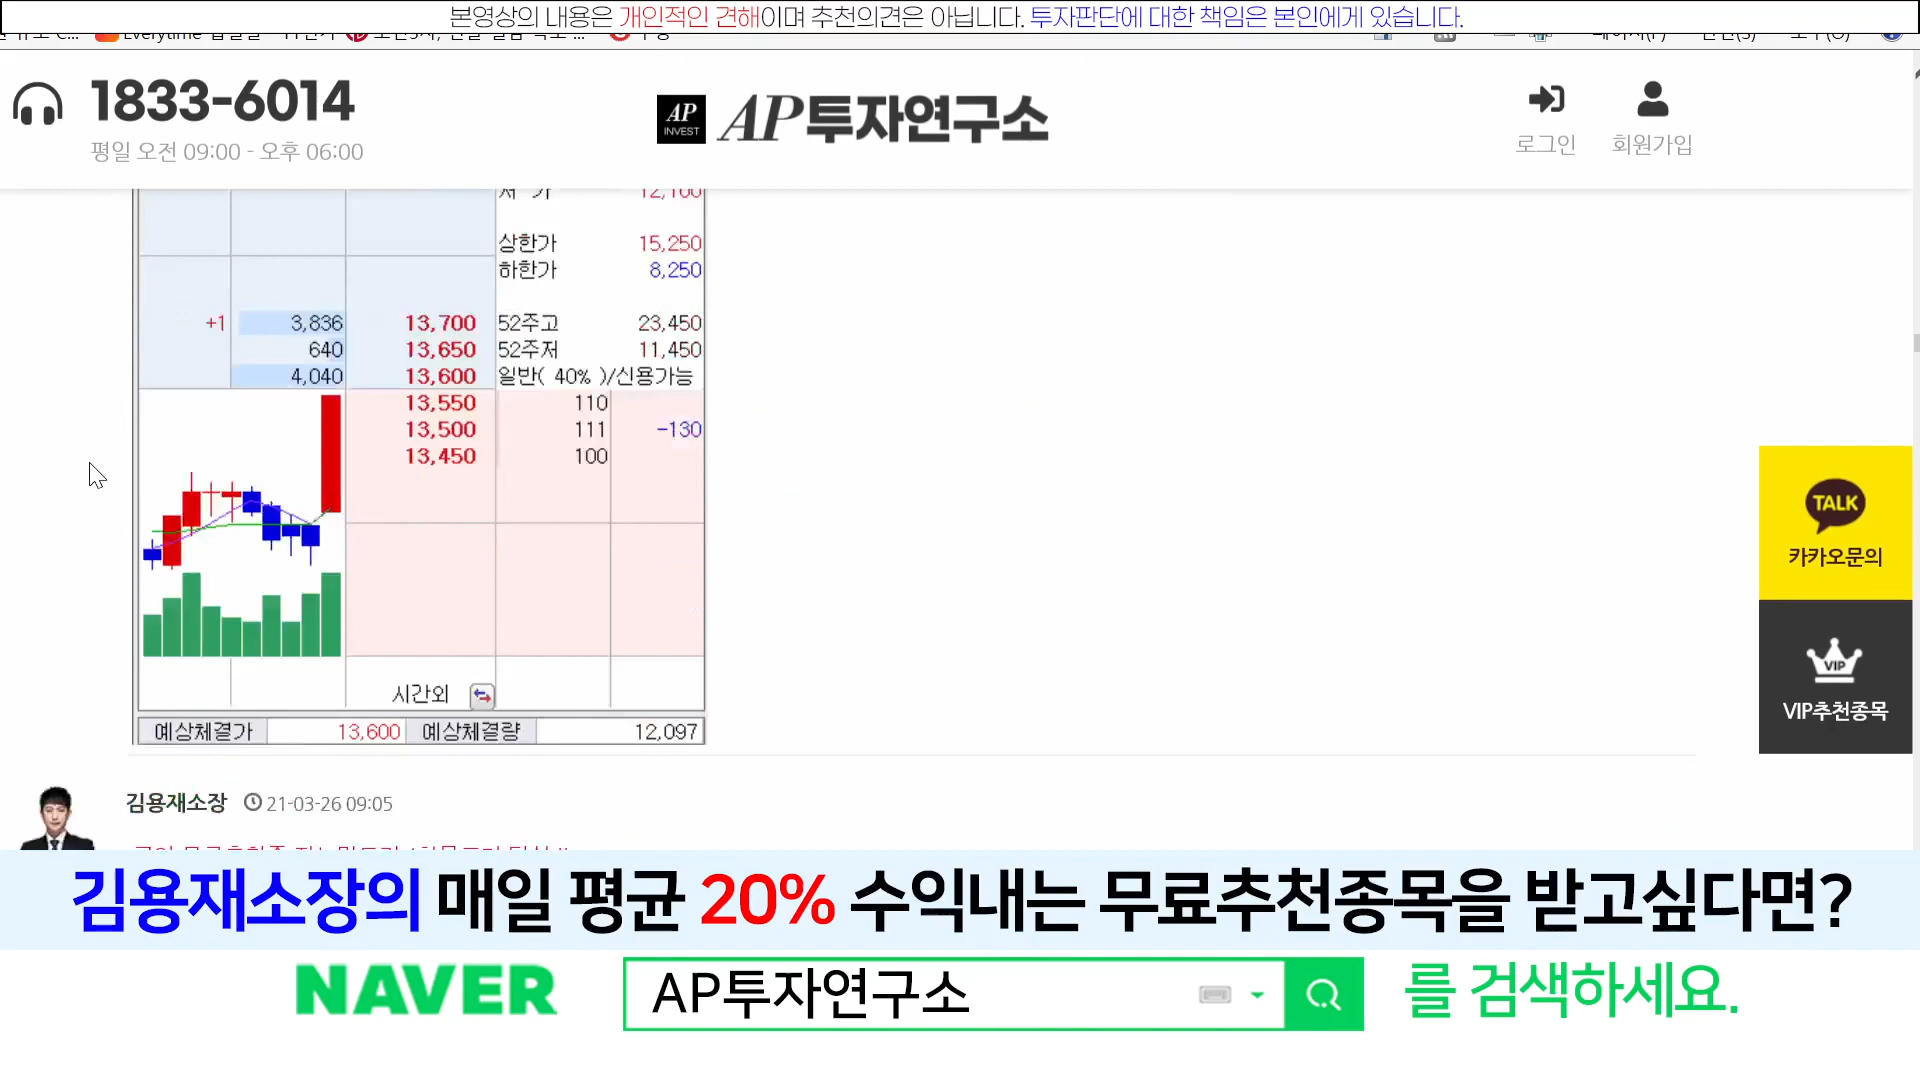 본영상의 내용은 개인적인 견해이며 추천의견은 아닙니다. 투자판단에 대한 책임은 본인에게 있습니다.
1833-6014
평일 오전 09:00 - 오후 06:00
AP
INVEST
AP투자연구소
로그인
회원가입
상한가 15,250
하한가 8,250
+1 3,836 13,700 52주고 23,450
640 13,650 52주저 11,450
4,040 13,600 일반( 40% )/신용가능
13,550 110
13,500 111 -130
13,450 100
시간외
예상체결가 13,600 예상체결량 12,097
TALK
카카오문의
VIP
VIP추천종목
김용재소장 21-03-26 09:05
김용재소장의 매일 평균 20% 수익내는 무료추천종목을 받고싶다면?
NAVER AP투자연구소 를 검색하세요.